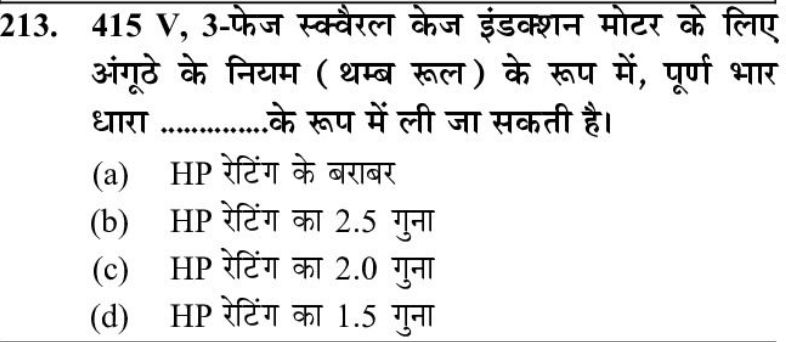 213. 415 V, 3-फेज स्क्वैरल केज इंडक्शन मोटर के लिए
अंगूठे के नियम ( थम्ब रूल ) के रूप में, पूर्ण भार
धारा ...............के रूप में ली जा सकती है।
(a) HP रेटिंग के बराबर
(b) HP रेटिंग का 2.5 गुना
(c) HP रेटिंग का 2.0 गुना
(d) HP रेटिंग का 1.5 गुना